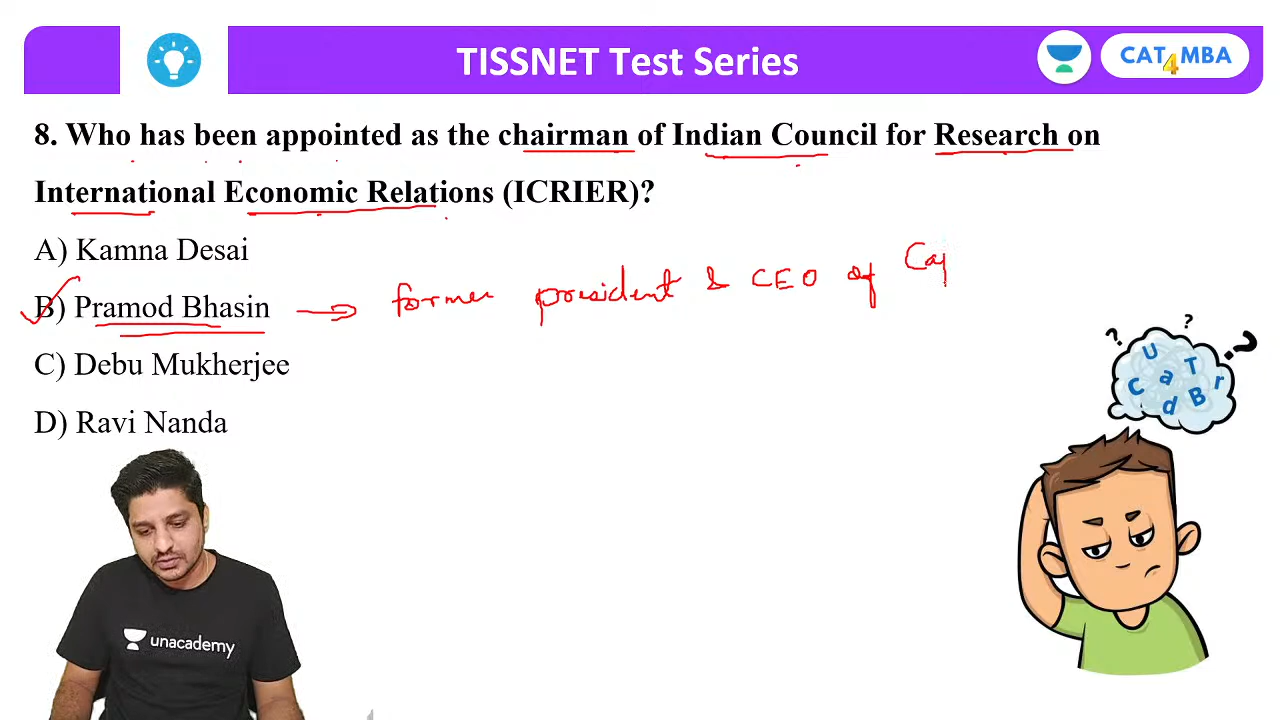 TISSNET Test Series
CAT4MBA
8. Who has been appointed as the chairman of Indian Council for Research on
International Economic Relations (ICRIER)?
A) Kamna Desai
B) Pramod Bhasin → former president & CEO of Cap
C) Debu Mukherjee
D) Ravi Nanda
? ? ?
U T r
C a d B
unacademy